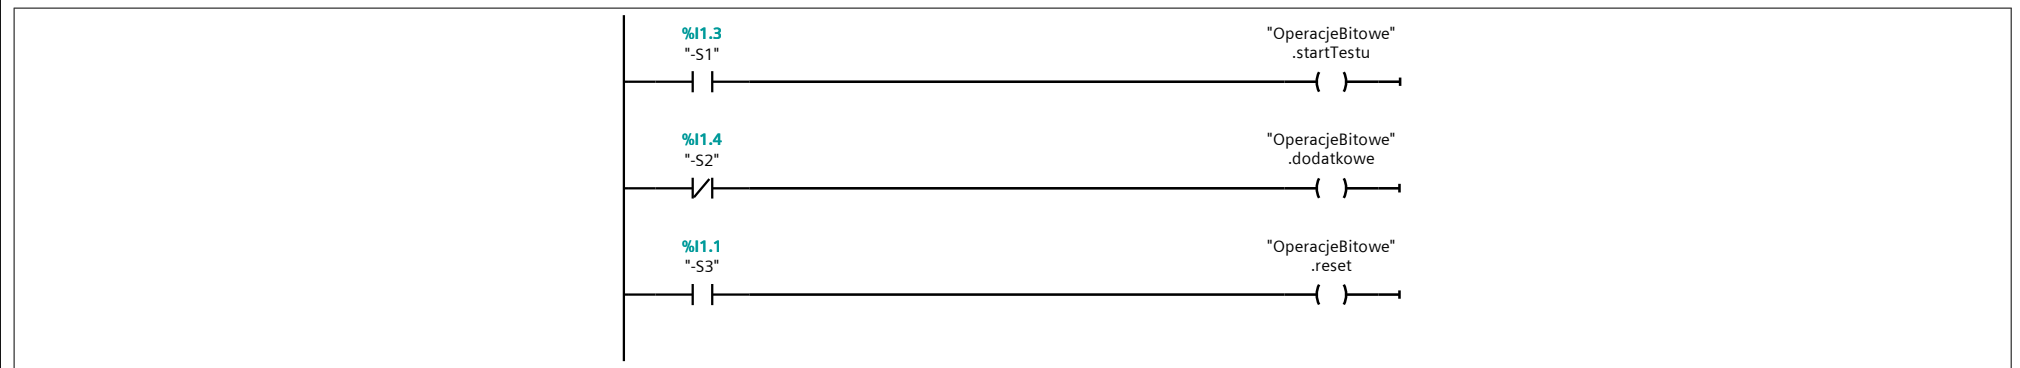 %I1.3
"-S1"
"OperacjeBitowe"
.startTestu
%I1.4
"-S2"
"OperacjeBitowe"
.dodatkowe
%I1.1
"-S3"
"OperacjeBitowe"
.reset